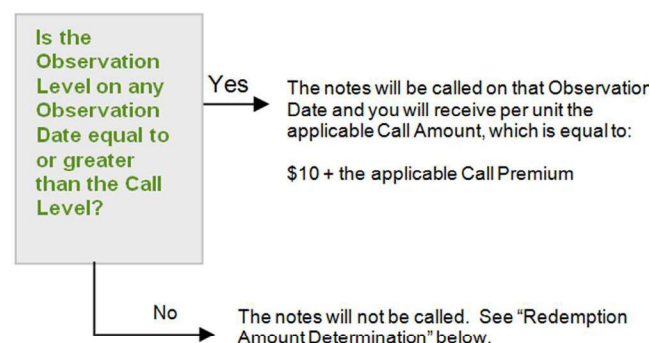 Is the
Observation
Level on any
Observation
Date equal to
or greater
than the Call
Level?
Yes
The notes will be called on that Observation
Date and you will receive per unit the
applicable Call Amount, which is equal to:
$10 + the applicable Call Premium
No
The notes will not be called. See “Redemption
Amount Determination” below.